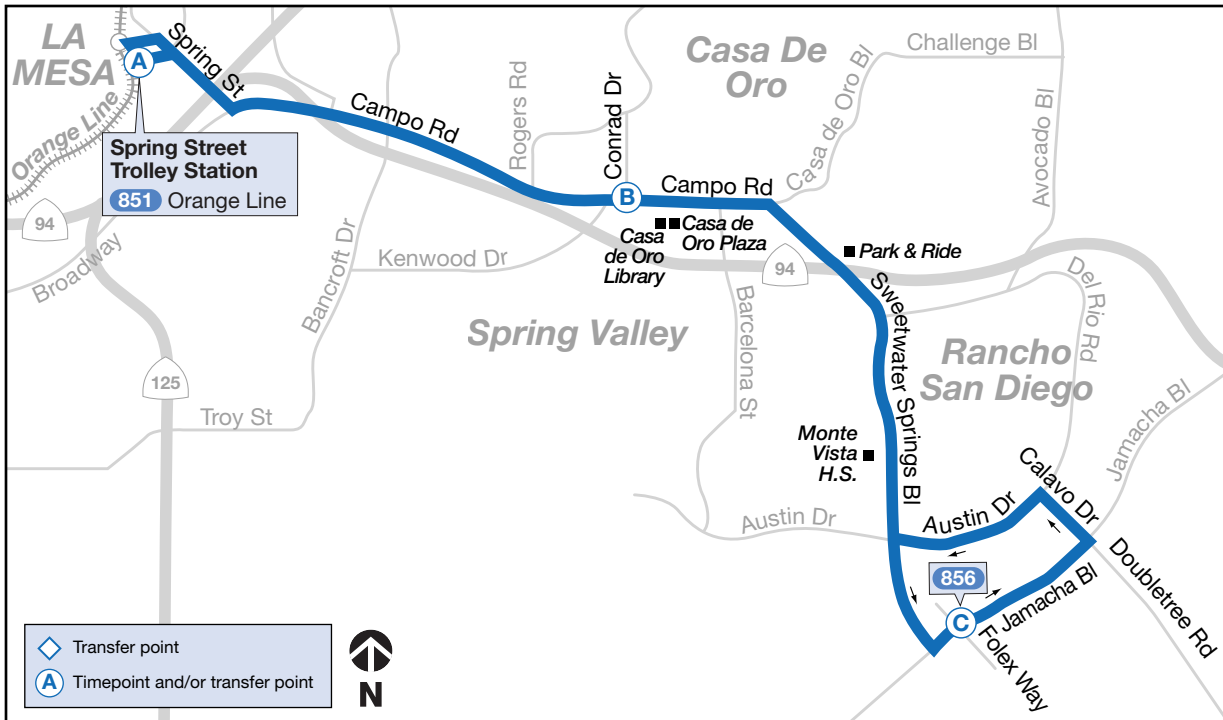 LA
MESA
A
Spring St
Orange Line
Spring Street
Trolley Station
851 Orange Line
94
Broadway
125
Troy St
Bancroft Dr
Kenwood Dr
Campo Rd
Rogers Rd
Conrad Dr
B
Campo Rd
Casa De
Oro
Casa de Oro Bl
Challenge Bl
Avocado Bl
Casa
de Oro
Library
Casa de
Oro Plaza
94
Park & Ride
Spring Valley
Barcelona St
Sweetwater Springs Bl
Del Rio Rd
Rancho
San Diego
Jamacha Bl
Monte
Vista
H.S.
Austin Dr
Austin Dr
Calavo Dr
Doubletree Rd
856
C
Jamacha Bl
Folex Way
Transfer point
A Timepoint and/or transfer point
N